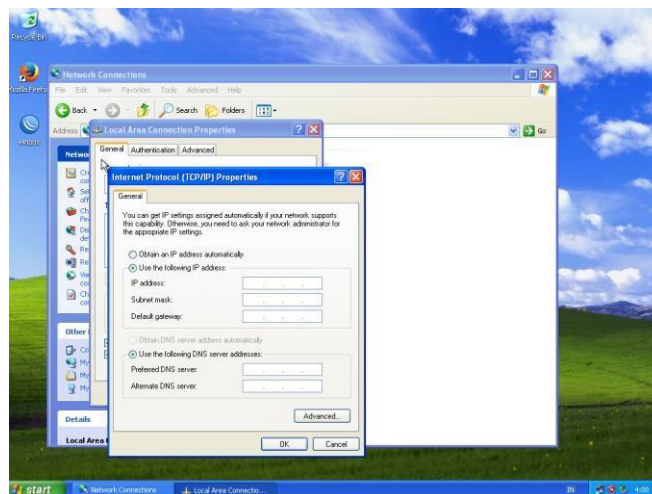 Recycle Bin
Network Connections
File Edit View Favorites Tools Advanced Help
Back Search Folders
Address Go
Local Area Connection Properties
General Authentication Advanced
Internet Protocol (TCP/IP) Properties
General
You can get IP settings assigned automatically if your network supports
this capability. Otherwise, you need to ask your network administrator for
the appropriate IP settings.
Obtain an IP address automatically
Use the following IP address:
IP address:
Subnet mask:
Default gateway:
Obtain DNS server address automatically
Use the following DNS server addresses:
Preferred DNS server:
Alternate DNS server:
Advanced...
OK Cancel
Other
Details
Local Area
start Network Connections Local Area Connectio... IN 4:00